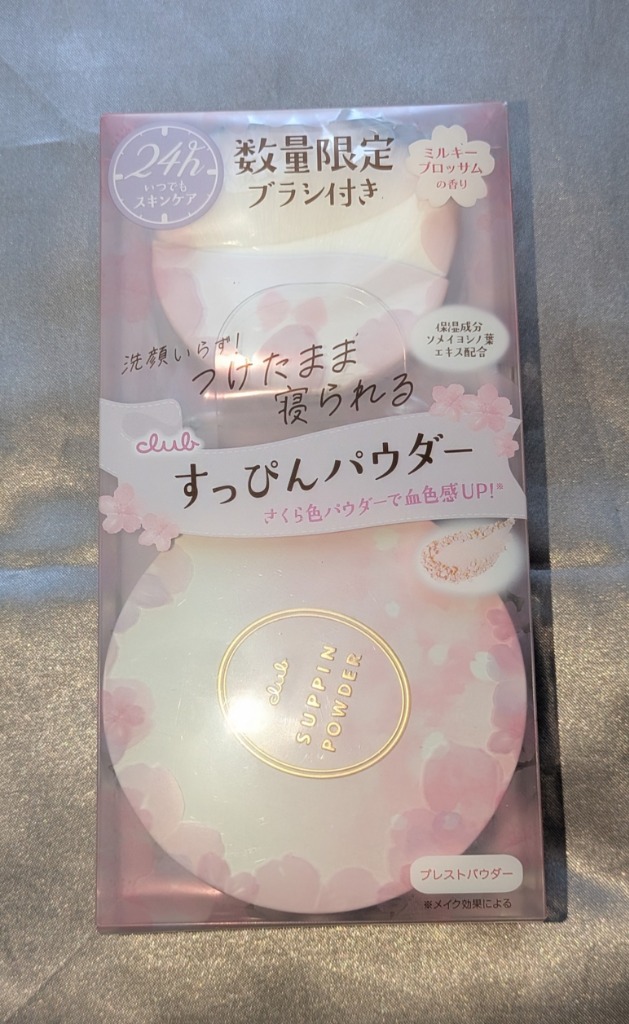 24h
いつでも
スキンケア
数量限定
ブラシ付き
ミルキー
ブロッサム
の香り
保湿成分
ソメイヨシノ葉
エキス配合
洗顔いらず!
つけたまま
寝られる
club
すっぴんパウダー
さくら色パウダーで血色感UP!※
club
SUPPIN
POWDER
プレストパウダー
※メイク効果による